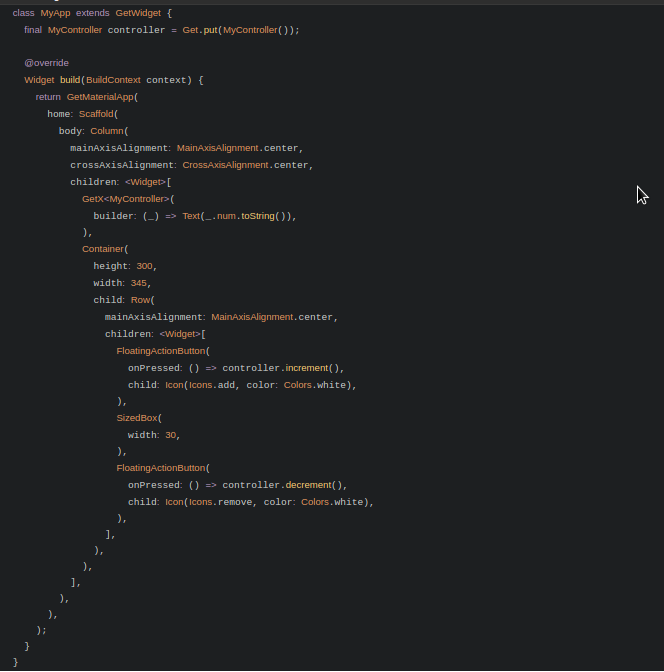 class MyApp extends GetWidget {
  final MyController controller = Get.put(MyController());

  @override
  Widget build(BuildContext context) {
    return GetMaterialApp(
      home: Scaffold(
        body: Column(
          mainAxisAlignment: MainAxisAlignment.center,
          crossAxisAlignment: CrossAxisAlignment.center,
          children: <Widget>[
            GetX<MyController>(
              builder: (_) => Text(_.num.toString()),
            ),
            Container(
              height: 300,
              width: 345,
              child: Row(
                mainAxisAlignment: MainAxisAlignment.center,
                children: <Widget>[
                  FloatingActionButton(
                    onPressed: () => controller.increment(),
                    child: Icon(Icons.add, color: Colors.white),
                  ),
                  SizedBox(
                    width: 30,
                  ),
                  FloatingActionButton(
                    onPressed: () => controller.decrement(),
                    child: Icon(Icons.remove, color: Colors.white),
                  ),
                ],
              ),
            ),
          ],
        ),
      ),
    );
  }
}